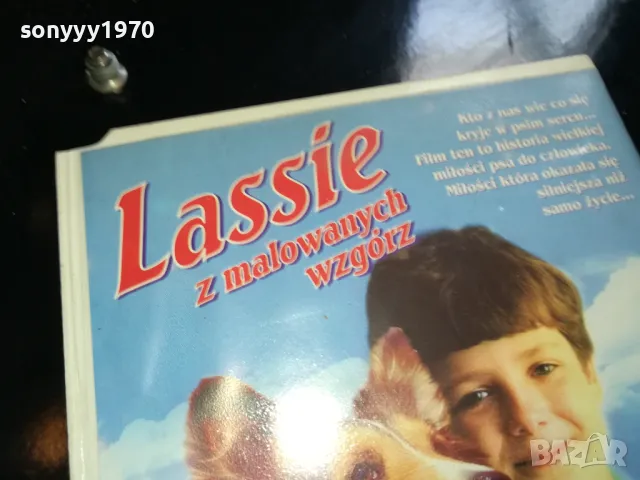 sonyyy1970
Lassie
z malowanych
wzgórz
Kto z nas wie co się
kryje w psim sercu...
Film ten to historia wielkiej
miłości psa do człowieka.
Miłości która okazała się
silniejsza niż
samo życie...
BAZAR